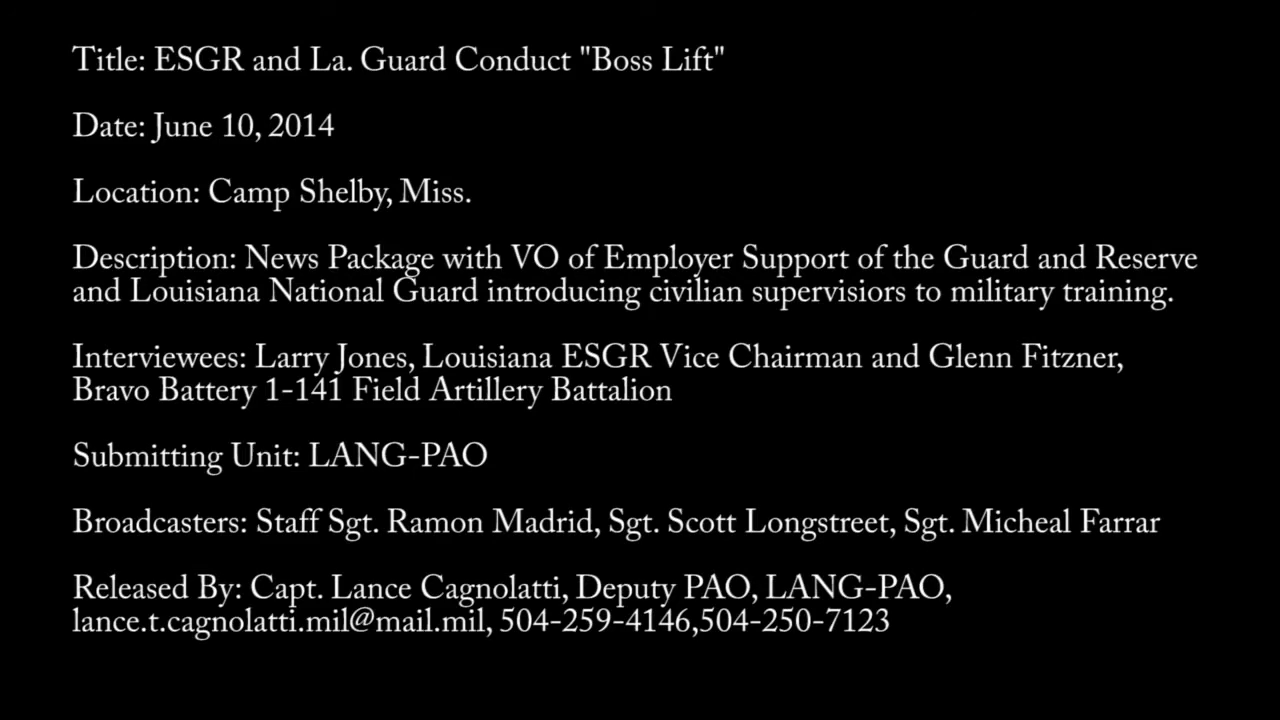 Title: ESGR and La. Guard Conduct "Boss Lift"
Date: June 10, 2014
Location: Camp Shelby, Miss.
Description: News Package with VO of Employer Support of the Guard and Reserve
and Louisiana National Guard introducing civilian supervisiors to military training.
Interviewees: Larry Jones, Louisiana ESGR Vice Chairman and Glenn Fitzner,
Bravo Battery 1-141 Field Artillery Battalion
Submitting Unit: LANG-PAO
Broadcasters: Staff Sgt. Ramon Madrid, Sgt. Scott Longstreet, Sgt. Micheal Farrar
Released By: Capt. Lance Cagnolatti, Deputy PAO, LANG-PAO,
lance.t.cagnolatti.mil@mail.mil, 504-259-4146,504-250-7123